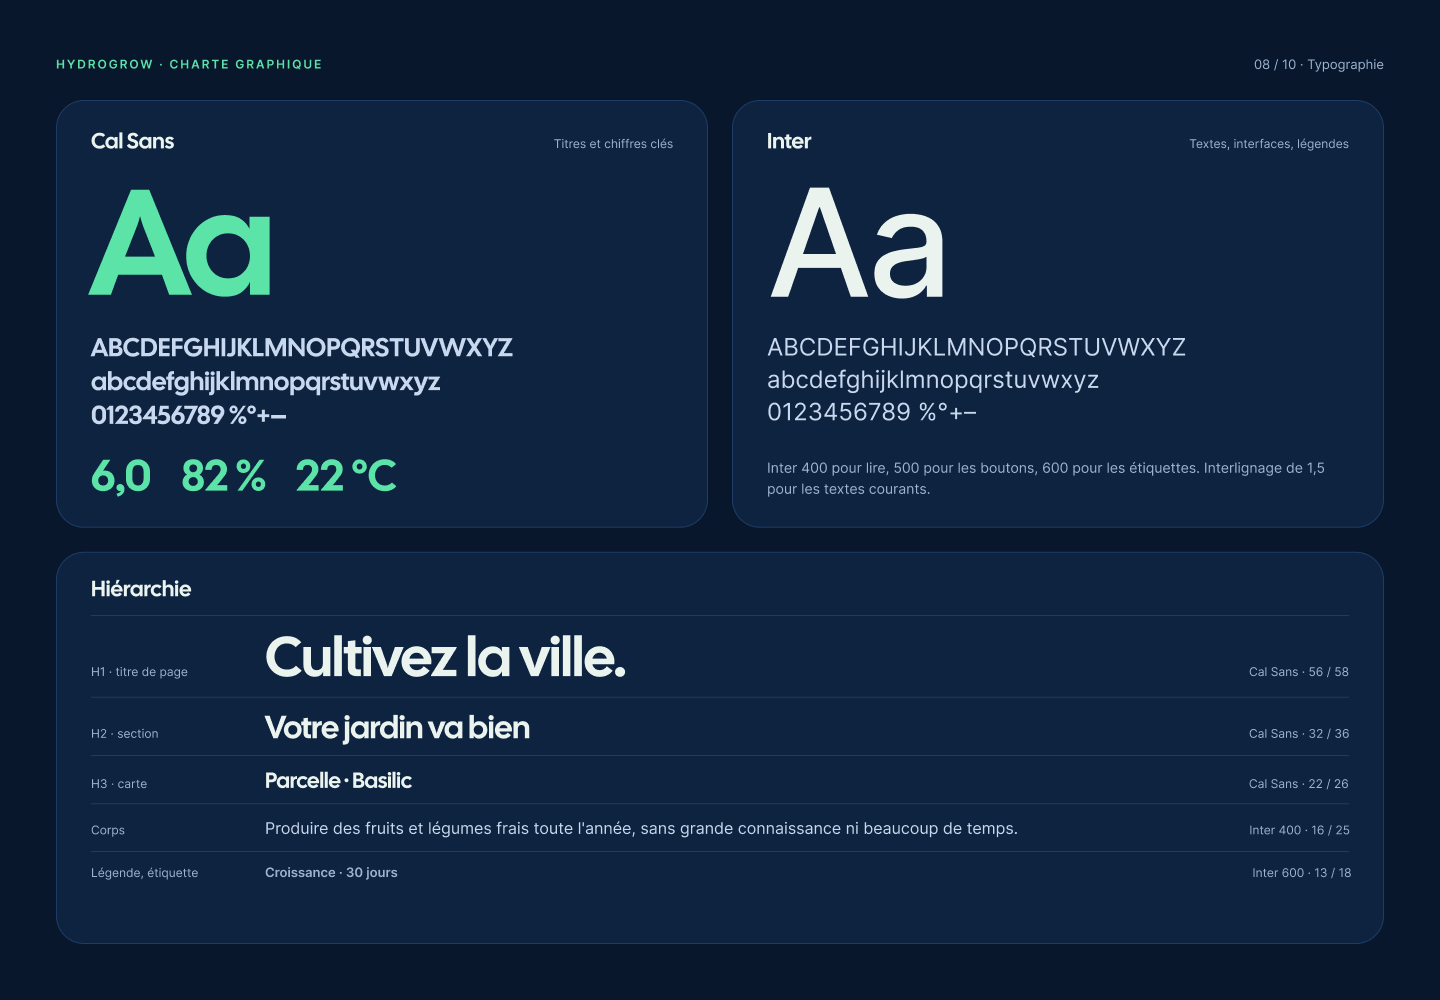 HYDROGROW · CHARTE GRAPHIQUE
08 / 10 · Typographie
Cal Sans
Titres et chiffres clés
Aa
ABCDEFGHIJKLMNOPQRSTUVWXYZ
abcdefghijklmnopqrstuvwxyz
0123456789 %°+−
6,0 82 % 22 °C
Inter
Textes, interfaces, légendes
Aa
ABCDEFGHIJKLMNOPQRSTUVWXYZ
abcdefghijklmnopqrstuvwxyz
0123456789 %°+−
Inter 400 pour lire, 500 pour les boutons, 600 pour les étiquettes. Interlignage de 1,5
pour les textes courants.
Hiérarchie
H1 · titre de page
Cultivez la ville.
Cal Sans · 56 / 58
H2 · section
Votre jardin va bien
Cal Sans · 32 / 36
H3 · carte
Parcelle · Basilic
Cal Sans · 22 / 26
Corps
Produire des fruits et légumes frais toute l'année, sans grande connaissance ni beaucoup de temps.
Inter 400 · 16 / 25
Légende, étiquette
Croissance · 30 jours
Inter 600 · 13 / 18